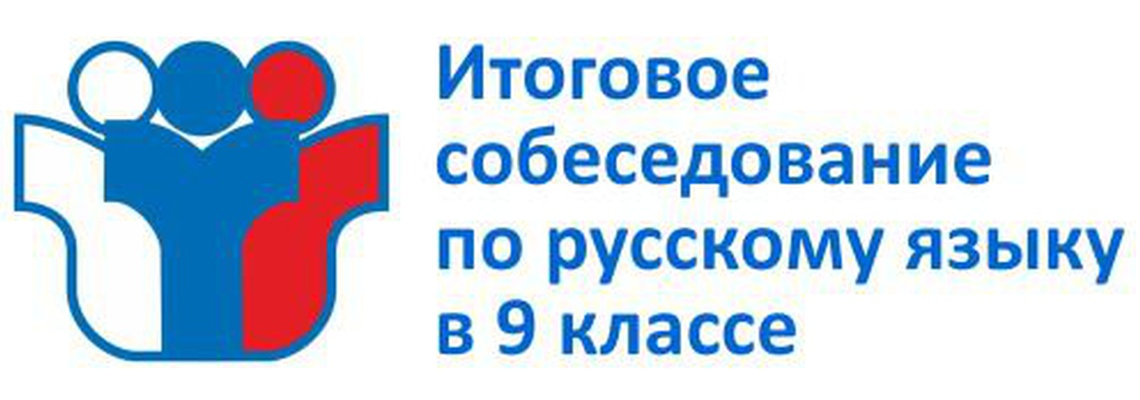 Итоговое
собеседование
по русскому языку
в 9 классе